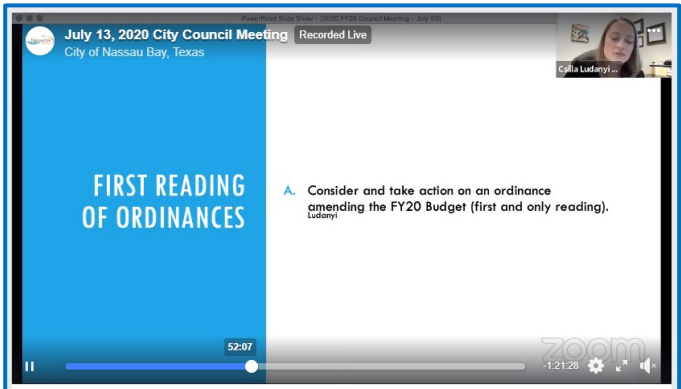 PowerPoint Slide Show - [2020 FY20 Council Meeting - July 20]
July 13, 2020 City Council Meeting Recorded Live
City of Nassau Bay, Texas
Csilla Ludanyi ...
FIRST READING
OF ORDINANCES
A. Consider and take action on an ordinance
amending the FY20 Budget (first and only reading).
Ludanyi
52:07
zoom
-1:21:28